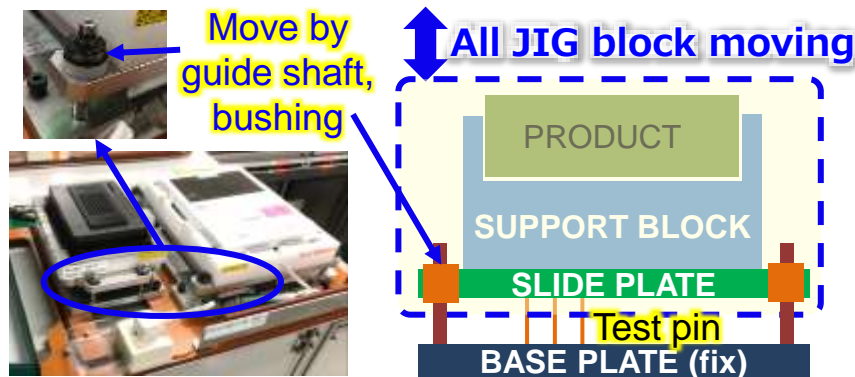 Move by
guide shaft,
bushing
All JIG block moving
PRODUCT
SUPPORT BLOCK
SLIDE PLATE
Test pin
BASE PLATE (fix)